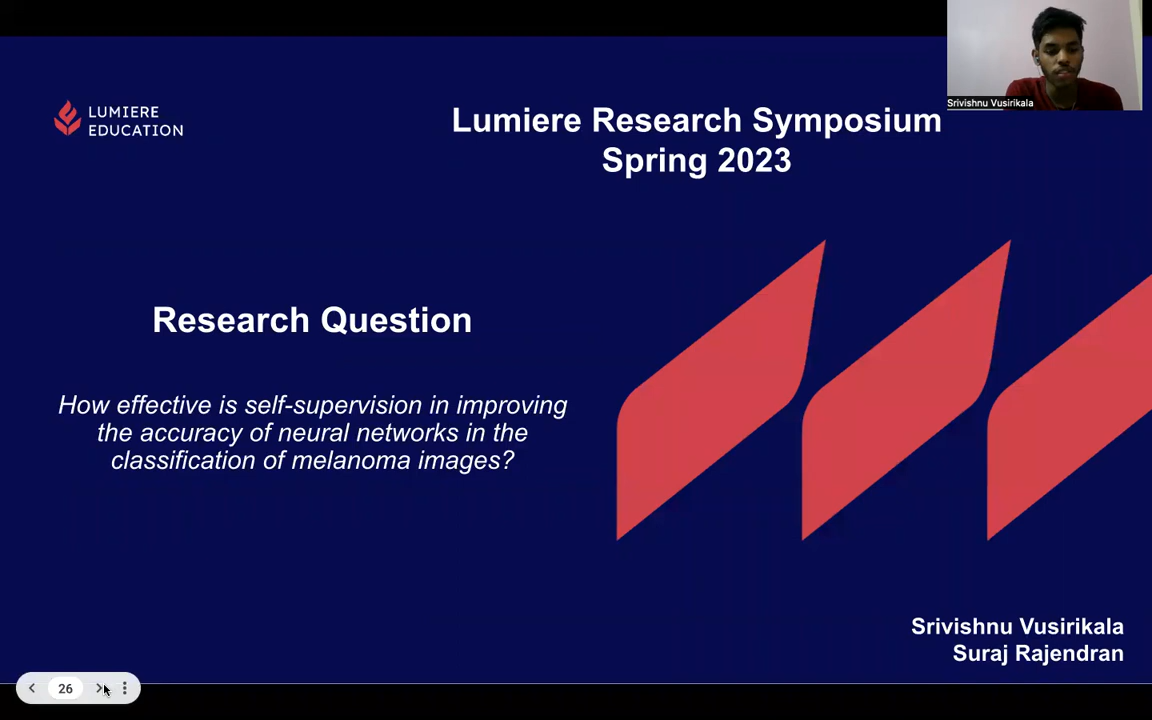 Srivishnu Vusirikala
LUMIERE
EDUCATION
Lumiere Research Symposium
Spring 2023
Research Question
How effective is self-supervision in improving
the accuracy of neural networks in the
classification of melanoma images?
Srivishnu Vusirikala
Suraj Rajendran
26